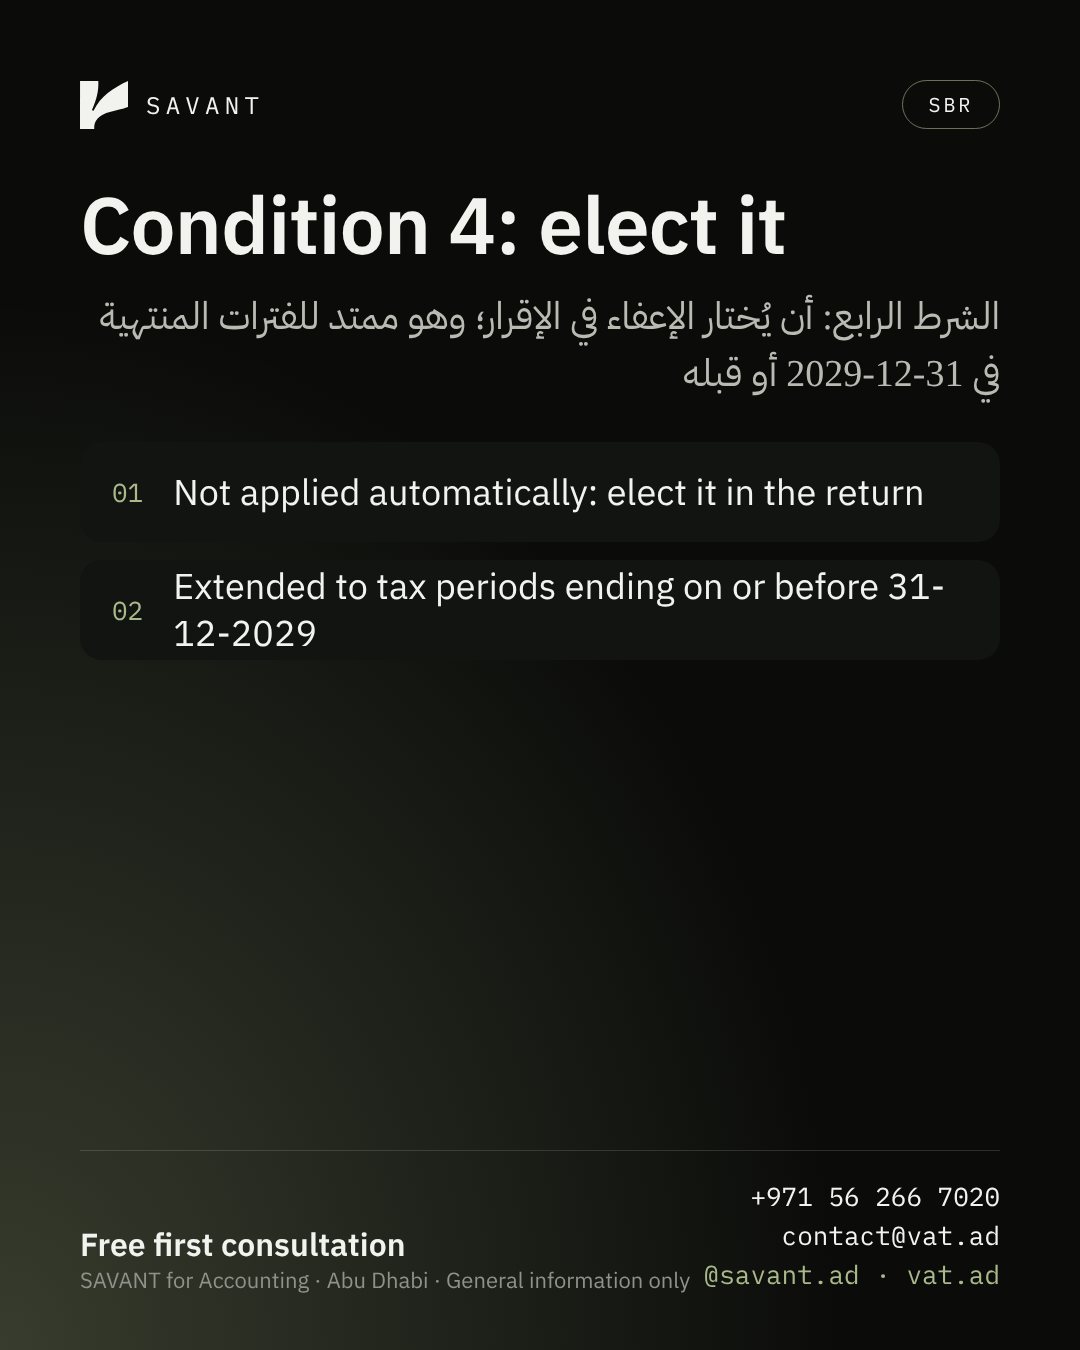 SAVANT
SBR
Condition 4: elect it
الشرط الرابع: أن يُختار الإعفاء في الإقرار؛ وهو ممتد للفترات المنتهية
في 31-12-2029 أو قبله
01 Not applied automatically: elect it in the return
02 Extended to tax periods ending on or before 31-
12-2029
+971 56 266 7020
contact@vat.ad
Free first consultation
SAVANT for Accounting · Abu Dhabi · General information only
@savant.ad · vat.ad